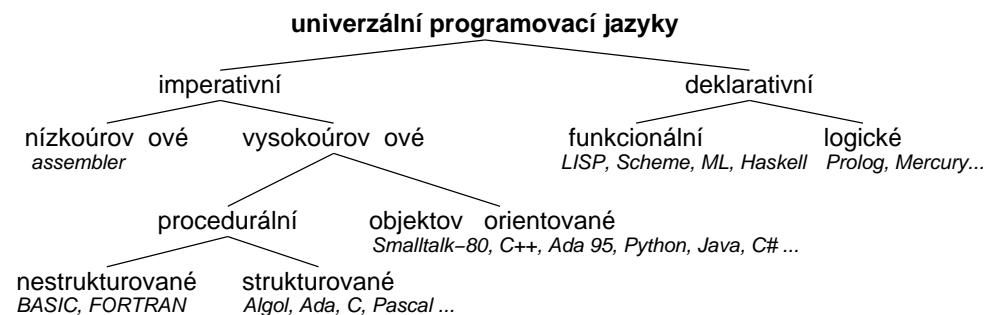 univerzální programovací jazyky
imperativní deklarativní
nízkoúrov ové vysokoúrov ové funkcionální logické
assembler LISP, Scheme, ML, Haskell Prolog, Mercury...
procedurální objektov orientované
Smalltalk−80, C++, Ada 95, Python, Java, C# ...
nestrukturované strukturované
BASIC, FORTRAN Algol, Ada, C, Pascal ...